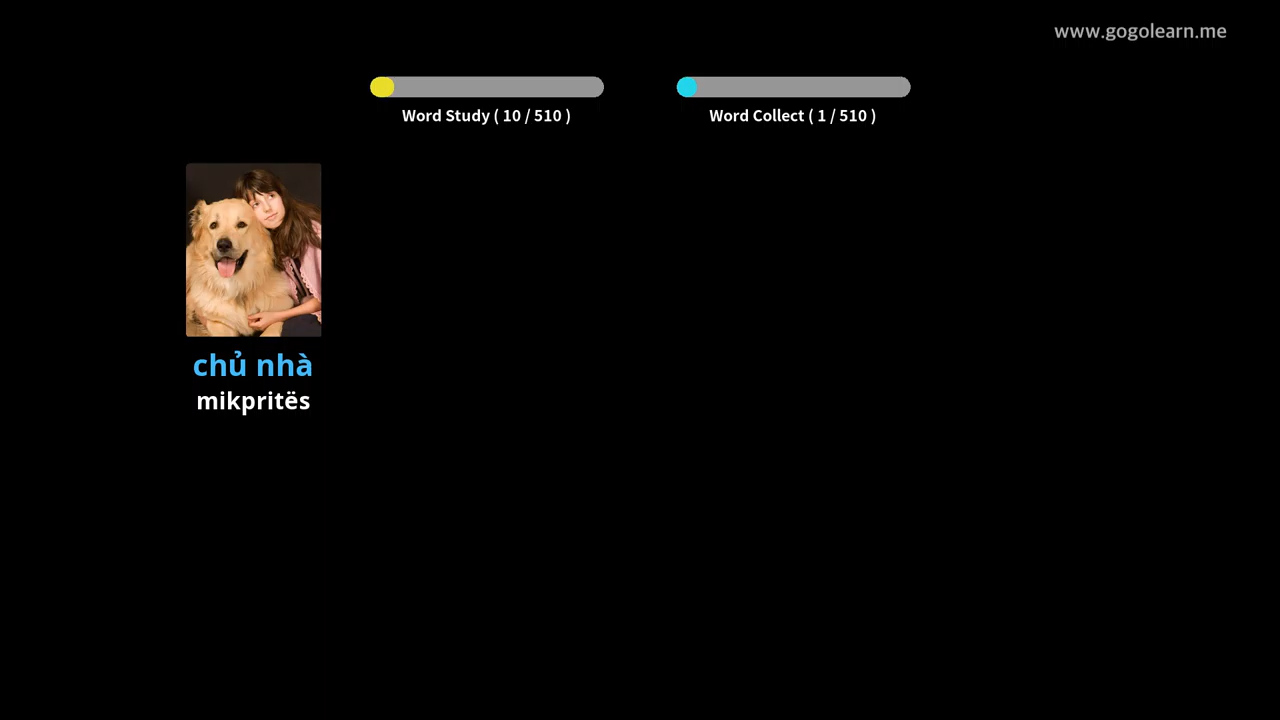 www.gogolearn.me
Word Study ( 10 / 510 )
Word Collect ( 1 / 510 )
chủ nhà
mikpritës